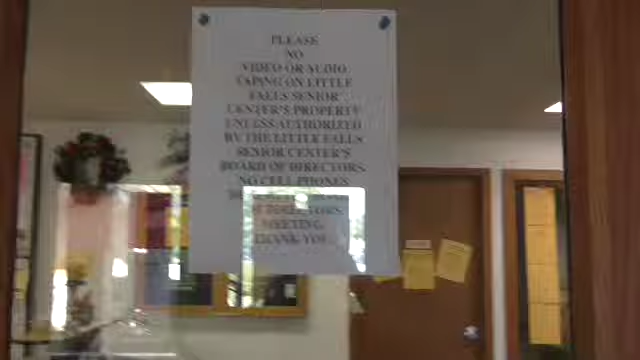 PLEASE
NO
VIDEO OR AUDIO
TAPING ON LITTLE
FALLS SENIOR
CENTER'S PROPERTY
UNLESS AUTHORIZED
BY THE LITTLE FALLS
SENIOR CENTER'S
BOARD OF DIRECTORS.
NO CELL PHONES
DIRECTORS
MEETING.
THANK YOU.